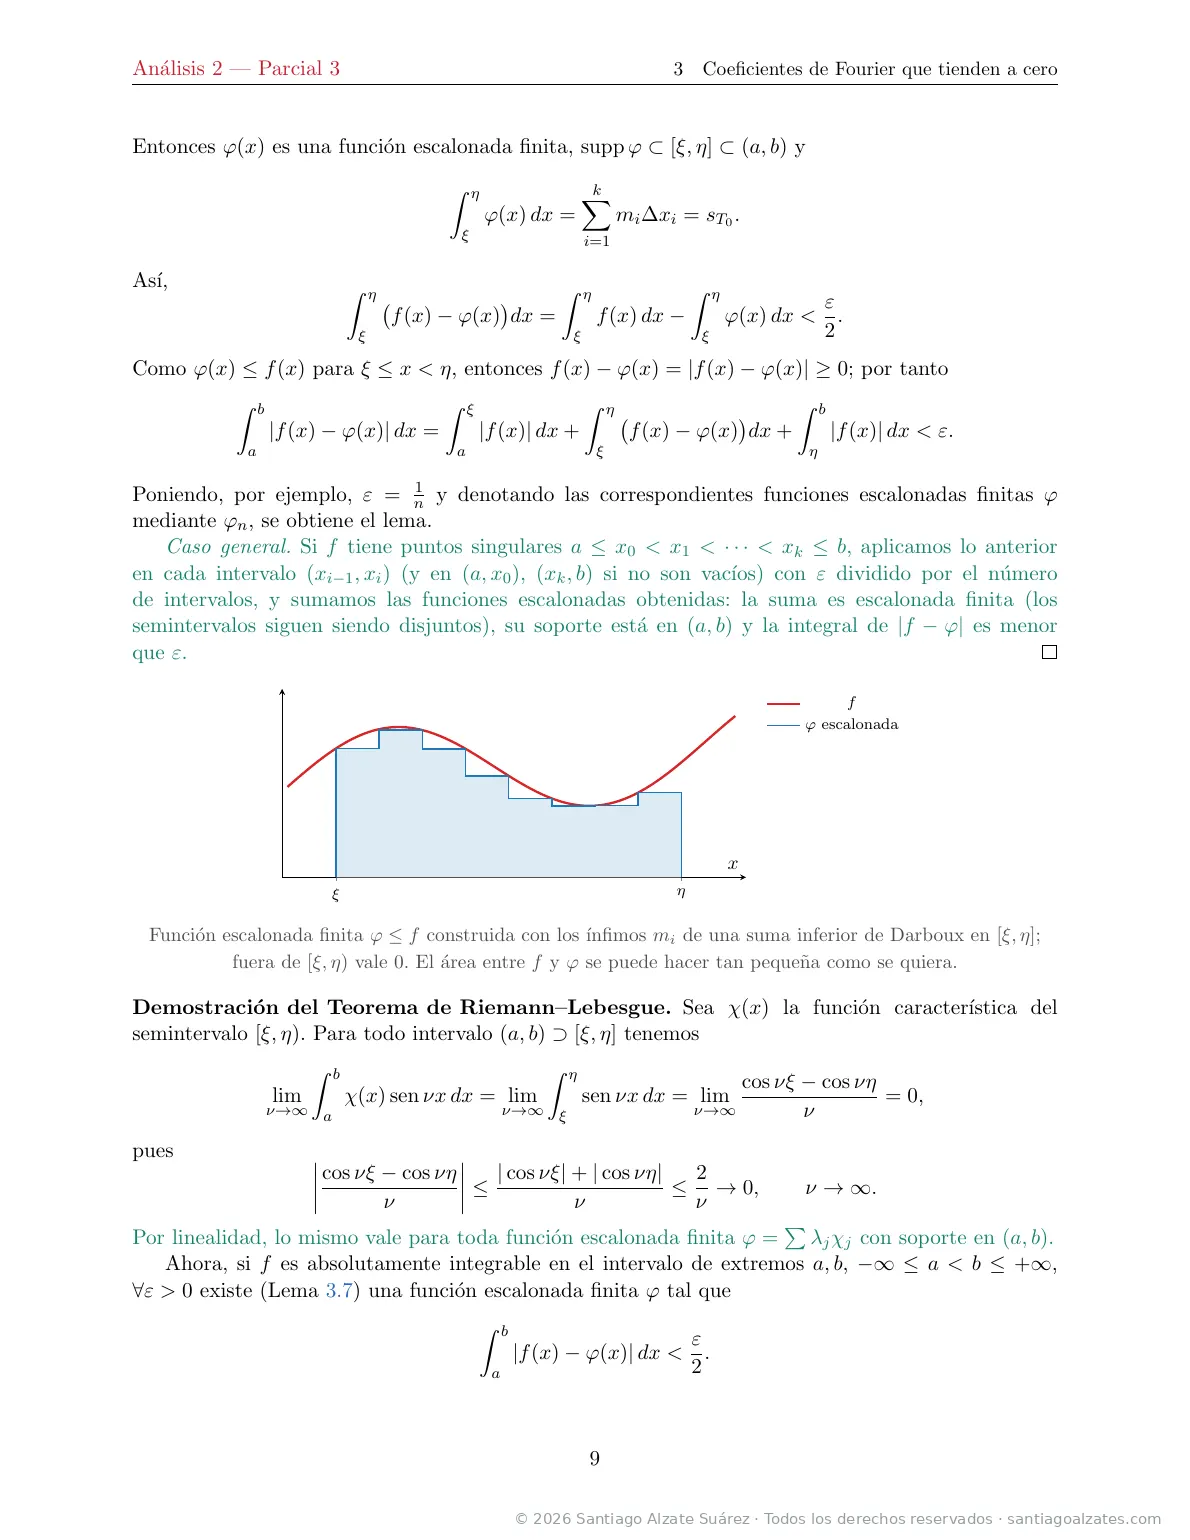 Análisis 2 — Parcial 3
3 Coeficientes de Fourier que tienden a cero
Entonces φ(x) es una función escalonada finita, supp φ ⊂ [ξ, η] ⊂ (a, b) y
∫_ξ^η φ(x) dx = ∑_{i=1}^k m_i Δx_i = s_{T_0}.
Así,
∫_ξ^η (f(x) − φ(x))dx = ∫_ξ^η f(x) dx − ∫_ξ^η φ(x) dx < ε/2.
Como φ(x) ≤ f(x) para ξ ≤ x < η, entonces f(x) − φ(x) = |f(x) − φ(x)| ≥ 0; por tanto
∫_a^b |f(x) − φ(x)| dx = ∫_a^ξ |f(x)| dx + ∫_ξ^η (f(x) − φ(x))dx + ∫_η^b |f(x)| dx < ε.
Poniendo, por ejemplo, ε = 1/n y denotando las correspondientes funciones escalonadas finitas φ
mediante φ_n, se obtiene el lema.
Caso general. Si f tiene puntos singulares a ≤ x_0 < x_1 < ··· < x_k ≤ b, aplicamos lo anterior
en cada intervalo (x_{i−1}, x_i) (y en (a, x_0), (x_k, b) si no son vacíos) con ε dividido por el número
de intervalos, y sumamos las funciones escalonadas obtenidas: la suma es escalonada finita (los
semintervalos siguen siendo disjuntos), su soporte está en (a, b) y la integral de |f − φ| es menor
que ε. □
f
φ escalonada
x
ξ
η
Función escalonada finita φ ≤ f construida con los ínfimos m_i de una suma inferior de Darboux en [ξ, η];
fuera de [ξ, η) vale 0. El área entre f y φ se puede hacer tan pequeña como se quiera.
Demostración del Teorema de Riemann–Lebesgue. Sea χ(x) la función característica del
semintervalo [ξ, η). Para todo intervalo (a, b) ⊃ [ξ, η] tenemos
lim_{ν→∞} ∫_a^b χ(x) sen νx dx = lim_{ν→∞} ∫_ξ^η sen νx dx = lim_{ν→∞} (cos νξ − cos νη)/ν = 0,
pues
|(cos νξ − cos νη)/ν| ≤ (| cos νξ| + | cos νη|)/ν ≤ 2/ν → 0, ν → ∞.
Por linealidad, lo mismo vale para toda función escalonada finita φ = ∑ λ_j χ_j con soporte en (a, b).
Ahora, si f es absolutamente integrable en el intervalo de extremos a, b, −∞ ≤ a < b ≤ +∞,
∀ε > 0 existe (Lema 3.7) una función escalonada finita φ tal que
∫_a^b |f(x) − φ(x)| dx < ε/2.
9
© 2026 Santiago Alzate Suárez · Todos los derechos reservados · santiagoalzates.com